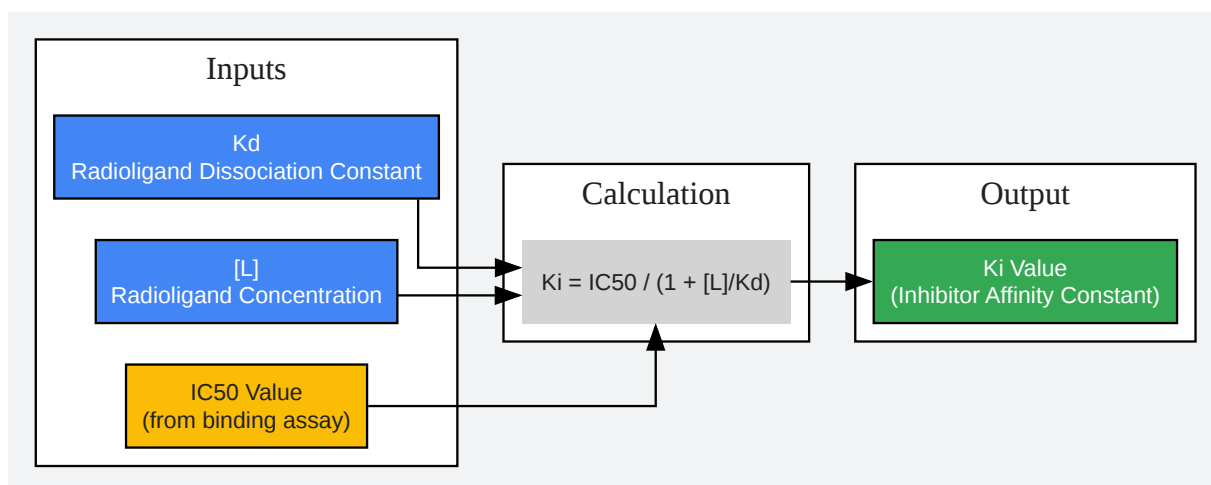 Inputs
Kd
Radioligand Dissociation Constant
[L]
Radioligand Concentration
IC50 Value
(from binding assay)
Calculation
Ki = IC50 / (1 + [L]/Kd)
Output
Ki Value
(Inhibitor Affinity Constant)